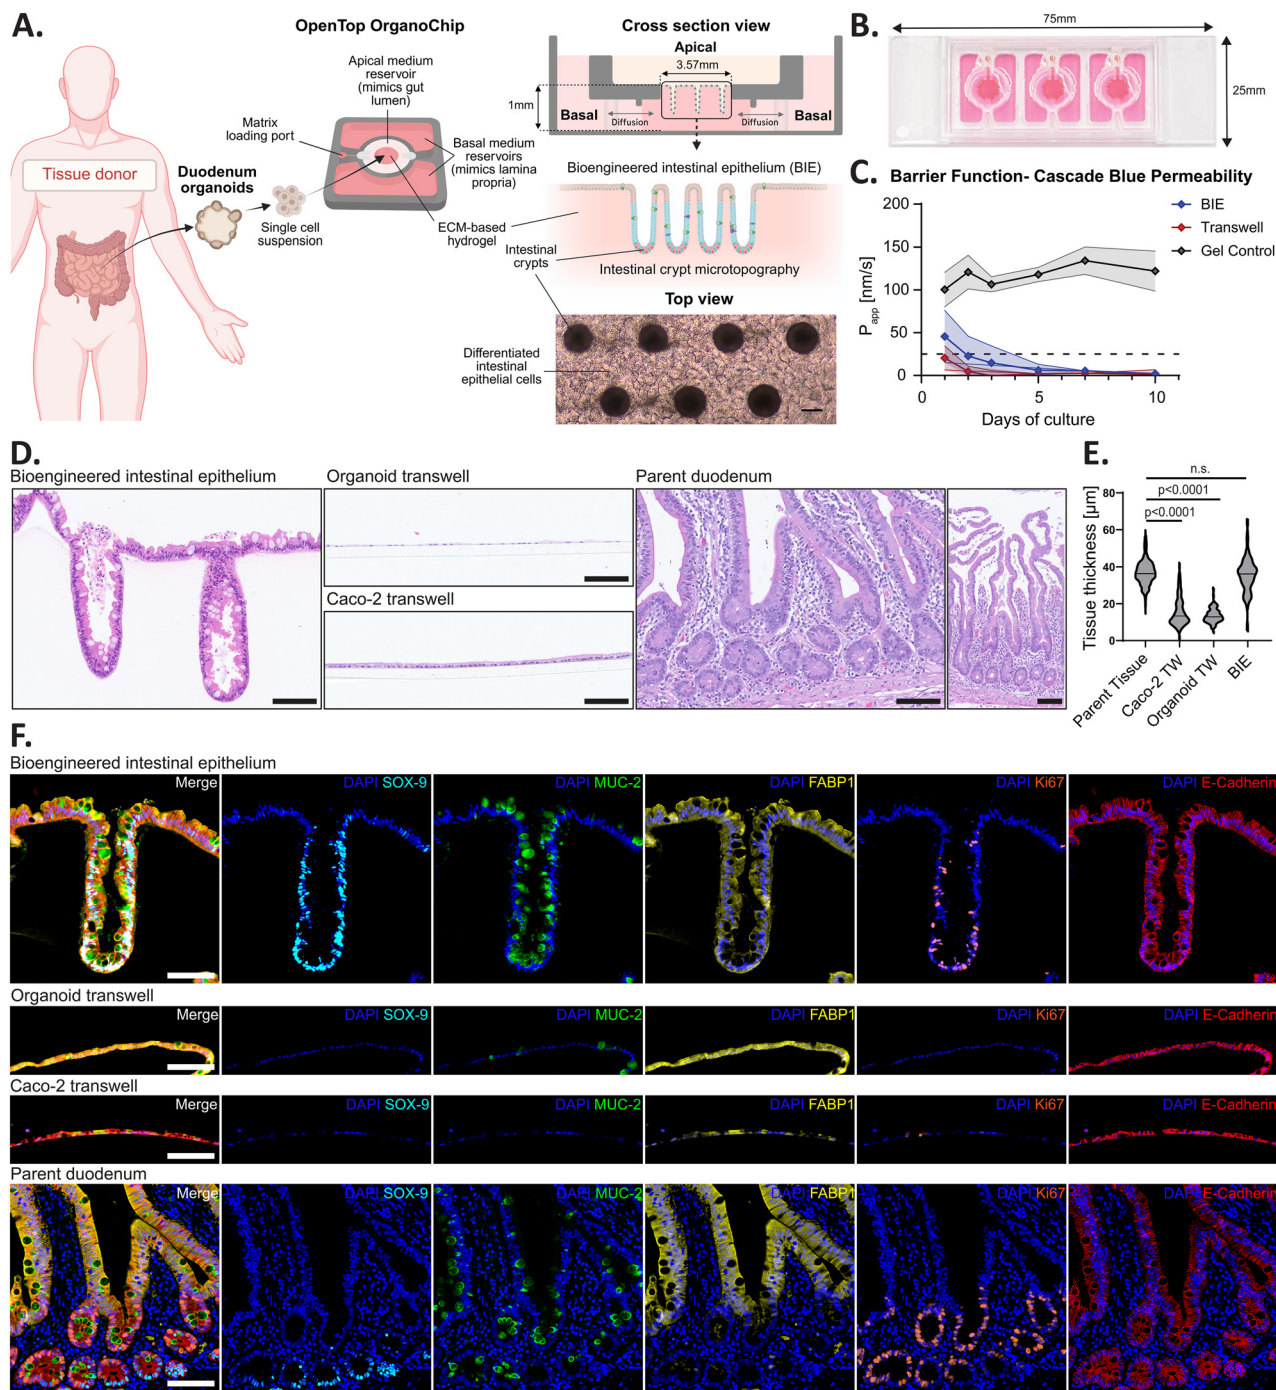 A.
OpenTop OrganoChip
Apical medium
reservoir
(mimics gut
lumen)
Matrix
loading port
Basal medium
reservoirs
(mimics lamina
propria)
Tissue donor
Duodenum
organoids
Single cell
suspension
ECM-based
hydrogel
Cross section view
Apical
3.57mm
1mm
Basal
Diffusion
Diffusion
Basal
Bioengineered intestinal epithelium (BIE)
Intestinal
crypts
Intestinal crypt microtopography
Top view
Differentiated
intestinal
epithelial cells
B.
75mm
25mm
C.
Barrier Function- Cascade Blue Permeability
200
150
100
50
0
Papp [nm/s]
0
5
10
Days of culture
BIE
Transwell
Gel Control
D.
Bioengineered intestinal epithelium
Organoid transwell
Caco-2 transwell
Parent duodenum
E.
n.s.
p<0.0001
p<0.0001
80
60
40
20
0
Tissue thickness [µm]
Parent Tissue
Caco-2 TW
Organoid TW
BIE
F.
Bioengineered intestinal epithelium
Merge
DAPI SOX-9
DAPI MUC-2
DAPI FABP1
DAPI Ki67
DAPI E-Cadherin
Organoid transwell
Merge
DAPI SOX-9
DAPI MUC-2
DAPI FABP1
DAPI Ki67
DAPI E-Cadherin
Caco-2 transwell
Merge
DAPI SOX-9
DAPI MUC-2
DAPI FABP1
DAPI Ki67
DAPI E-Cadherin
Parent duodenum
Merge
DAPI SOX-9
DAPI MUC-2
DAPI FABP1
DAPI Ki67
DAPI E-Cadherin